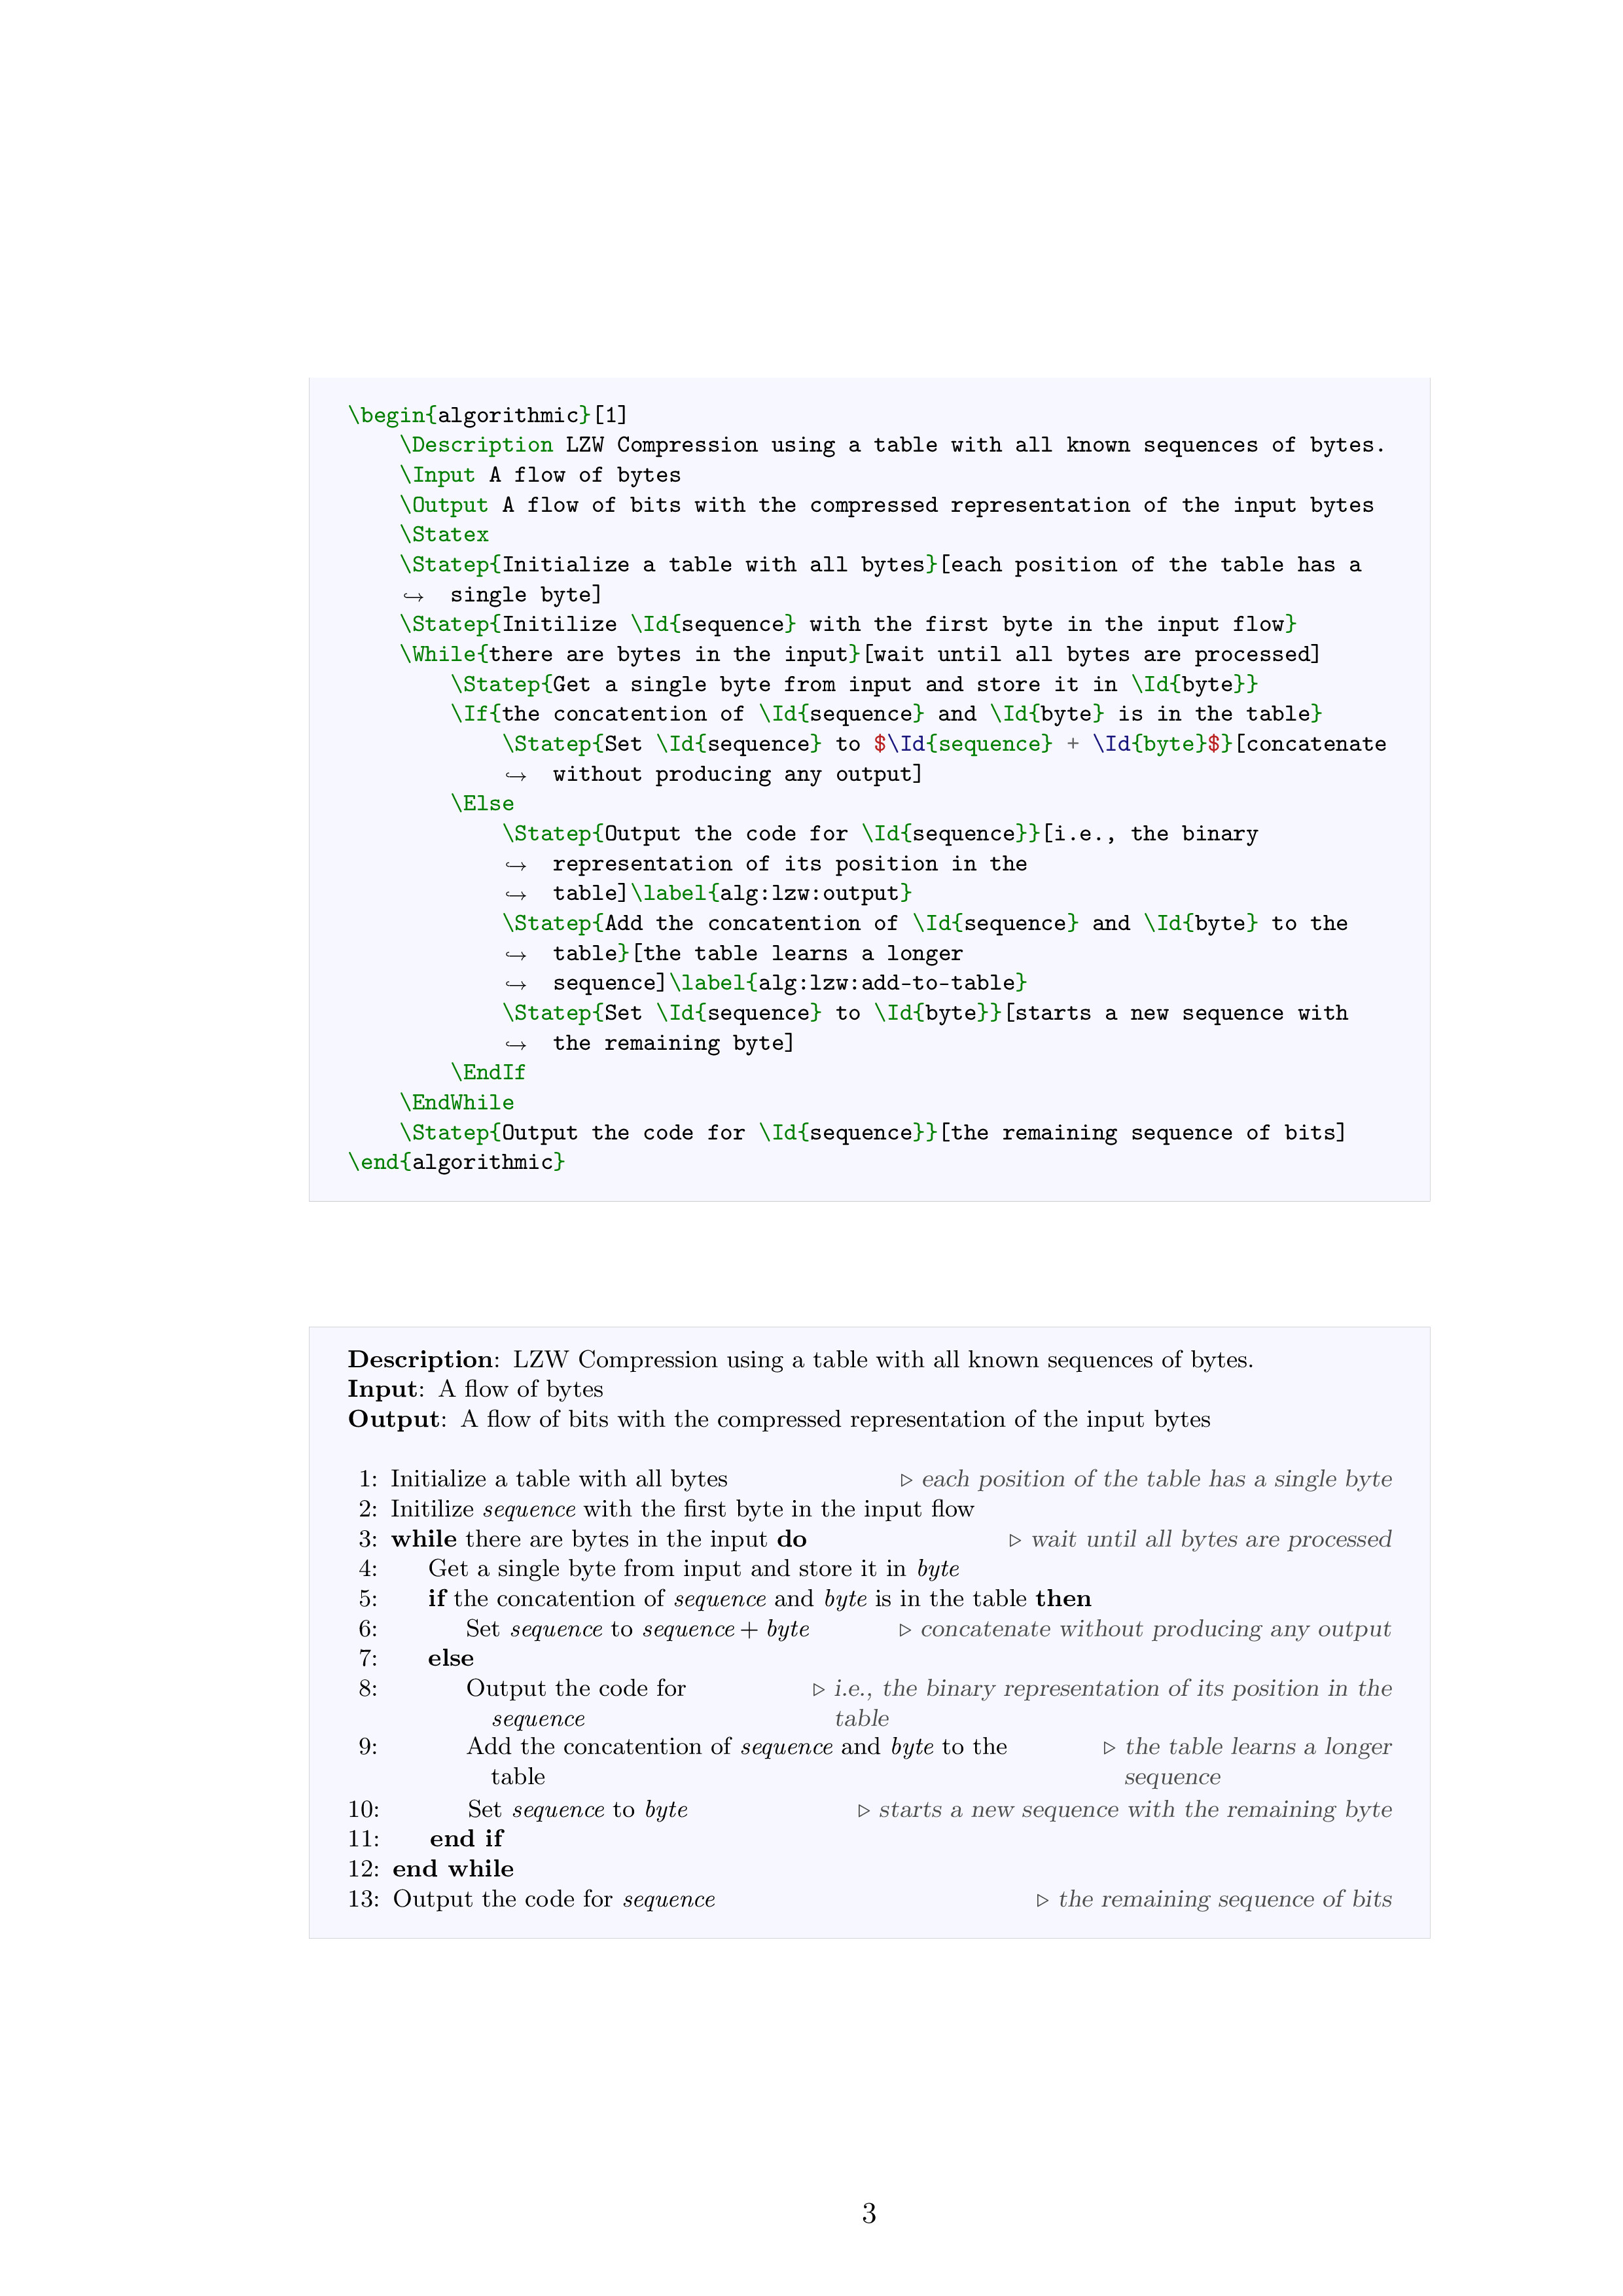 \begin{algorithmic}[1]
    \Description LZW Compression using a table with all known sequences of bytes.
    \Input A flow of bytes
    \Output A flow of bits with the compressed representation of the input bytes
    \Statex
    \Statep{Initialize a table with all bytes}[each position of the table has a
    ↪  single byte]
    \Statep{Initilize \Id{sequence} with the first byte in the input flow}
    \While{there are bytes in the input}[wait until all bytes are processed]
        \Statep{Get a single byte from input and store it in \Id{byte}}
        \If{the concatention of \Id{sequence} and \Id{byte} is in the table}
            \Statep{Set \Id{sequence} to $\Id{sequence} + \Id{byte}$}[concatenate
            ↪  without producing any output]
        \Else
            \Statep{Output the code for \Id{sequence}}[i.e., the binary
            ↪  representation of its position in the
            ↪  table]\label{alg:lzw:output}
            \Statep{Add the concatention of \Id{sequence} and \Id{byte} to the
            ↪  table}[the table learns a longer
            ↪  sequence]\label{alg:lzw:add-to-table}
            \Statep{Set \Id{sequence} to \Id{byte}}[starts a new sequence with
            ↪  the remaining byte]
        \EndIf
    \EndWhile
    \Statep{Output the code for \Id{sequence}}[the remaining sequence of bits]
\end{algorithmic}
Description: LZW Compression using a table with all known sequences of bytes.
Input: A flow of bytes
Output: A flow of bits with the compressed representation of the input bytes
1: Initialize a table with all bytes ▷ each position of the table has a single byte
2: Initilize sequence with the first byte in the input flow
3: while there are bytes in the input do ▷ wait until all bytes are processed
4: Get a single byte from input and store it in byte
5: if the concatention of sequence and byte is in the table then
6: Set sequence to sequence + byte ▷ concatenate without producing any output
7: else
8: Output the code for ▷ i.e., the binary representation of its position in the
sequence table
9: Add the concatention of sequence and byte to the ▷ the table learns a longer
table sequence
10: Set sequence to byte ▷ starts a new sequence with the remaining byte
11: end if
12: end while
13: Output the code for sequence ▷ the remaining sequence of bits
3